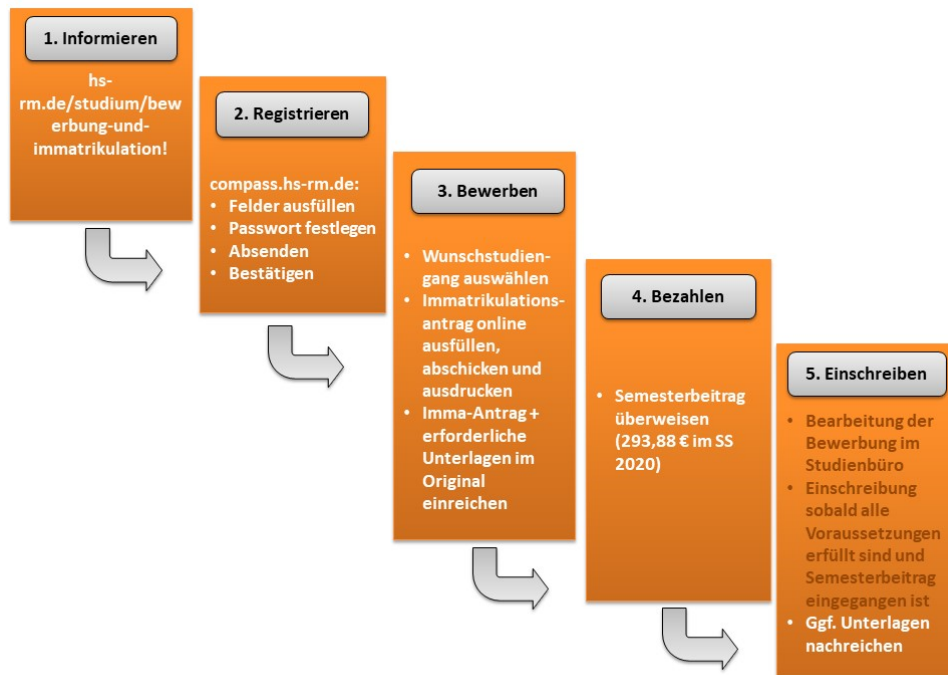 1. Informieren
hs-
rm.de/studium/bew
erbung-und-
immatrikulation!
2. Registrieren
compass.hs-rm.de:
• Felder ausfüllen
• Passwort festlegen
• Absenden
• Bestätigen
3. Bewerben
• Wunschstudien-
gang auswählen
• Immatrikulations-
antrag online
ausfüllen,
abschicken und
ausdrucken
• Imma-Antrag +
erforderliche
Unterlagen im
Original
einreichen
4. Bezahlen
• Semesterbeitrag
überweisen
(293,88 € im SS
2020)
5. Einschreiben
• Bearbeitung der
Bewerbung im
Studienbüro
• Einschreibung
sobald alle
Voraussetzungen
erfüllt sind und
Semesterbeitrag
eingegangen ist
• Ggf. Unterlagen
nachreichen